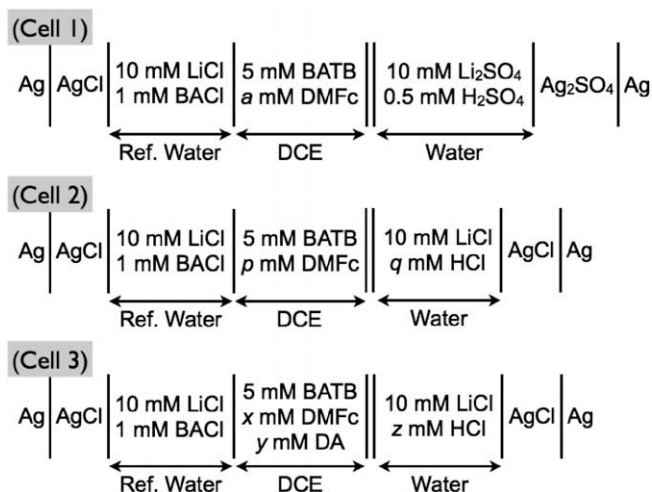 (Cell 1)
Ag AgCl 10 mM LiCl 5 mM BATB 10 mM Li₂SO₄ Ag₂SO₄ Ag
1 mM BACl a mM DMFc 0.5 mM H₂SO₄
Ref. Water DCE Water
(Cell 2)
Ag AgCl 10 mM LiCl 5 mM BATB 10 mM LiCl AgCl Ag
1 mM BACl p mM DMFc q mM HCl
Ref. Water DCE Water
(Cell 3)
5 mM BATB
Ag AgCl 10 mM LiCl x mM DMFc 10 mM LiCl AgCl Ag
1 mM BACl y mM DA z mM HCl
Ref. Water DCE Water